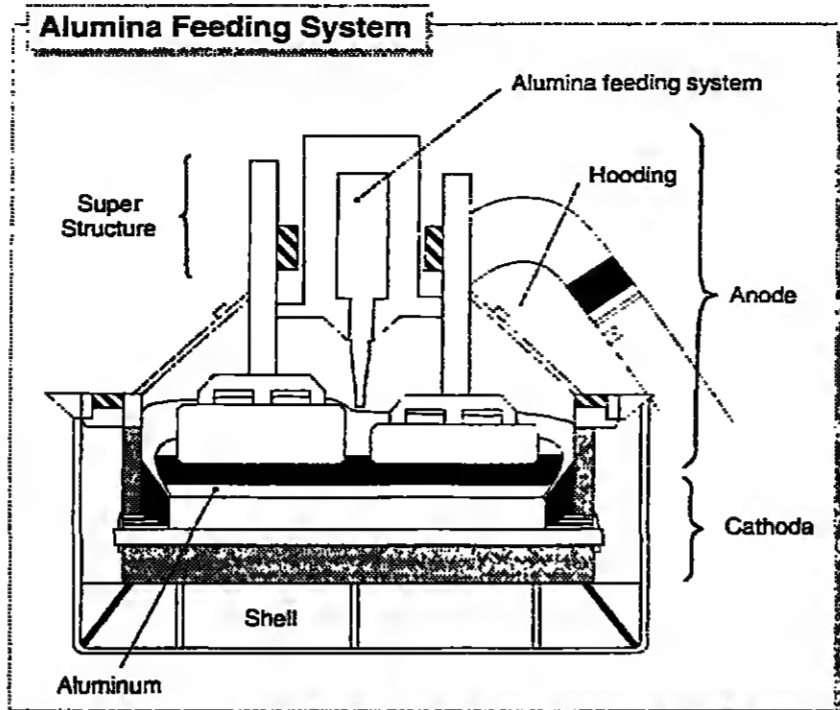 Alumina Feeding System
Alumina feeding system
Hooding
Super
Structure
Anode
Cathoda
Shell
Aluminum